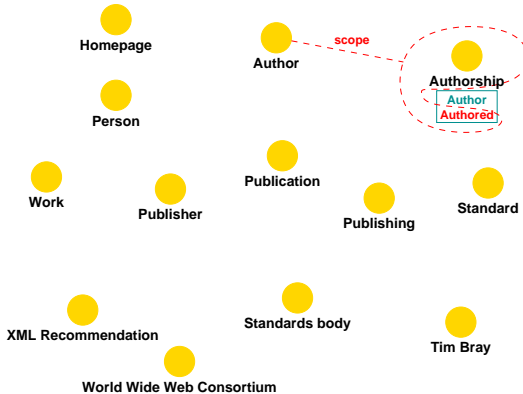 Homepage
Author
scope
Authorship
Author
Authored
Person
Publication
Work
Publisher
Publishing
Standard
XML Recommendation
Standards body
Tim Bray
World Wide Web Consortium